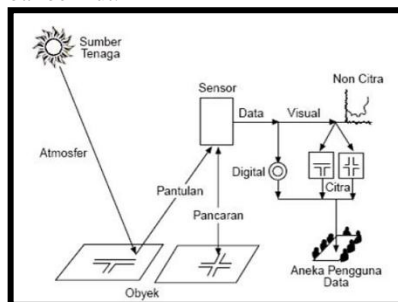 Sumber
Tenaga
Non Citra
Sensor
Data
Visual
Atmosfer
Digital
Pantulan
Citra
Pancaran
Aneka Pengguna
Data
Obyek